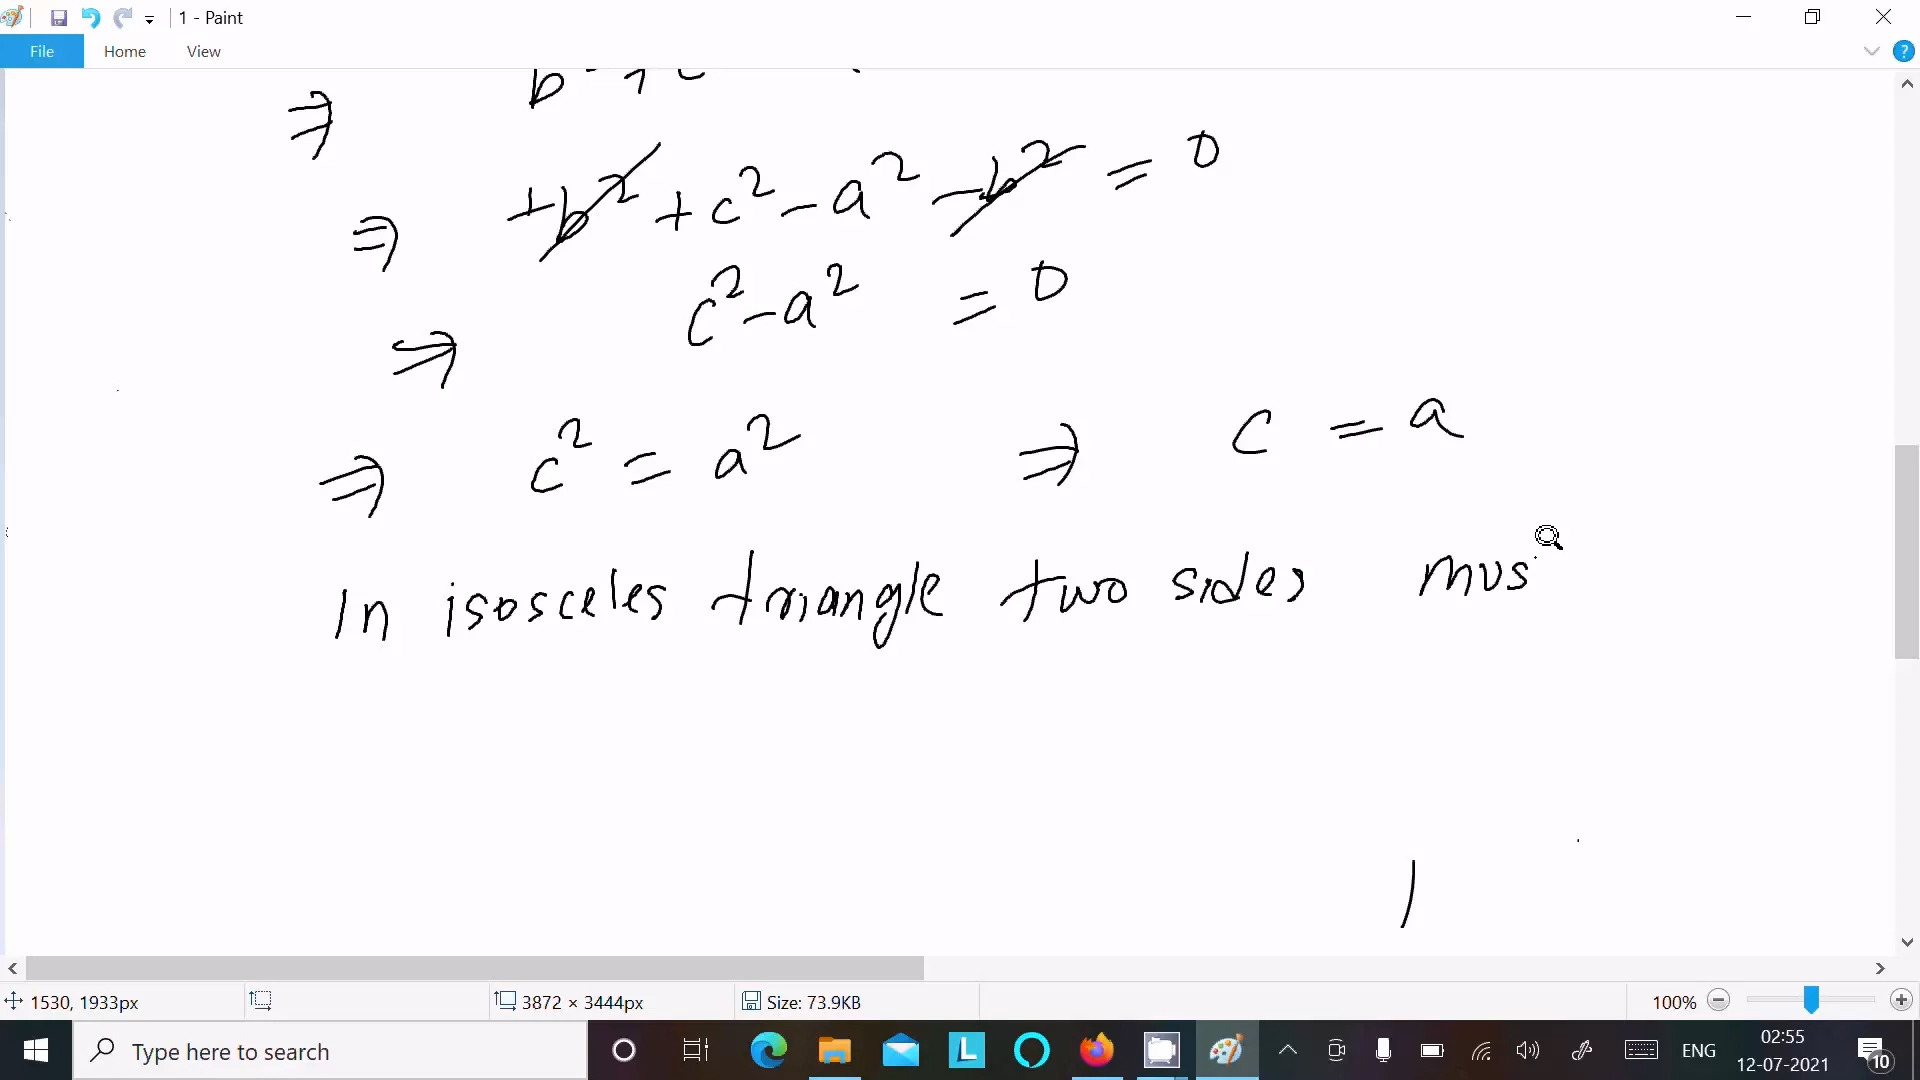 1 - Paint
File Home View
⇒
⇒ +b² + c² - a² - b² = 0
⇒ c² - a² = 0
⇒ c² = a² ⇒ c = a
In isosceles triangle two sides mus
1530, 1933px 3872 × 3444px Size: 73.9KB 100%
Type here to search L ENG 02:55
12-07-2021 10